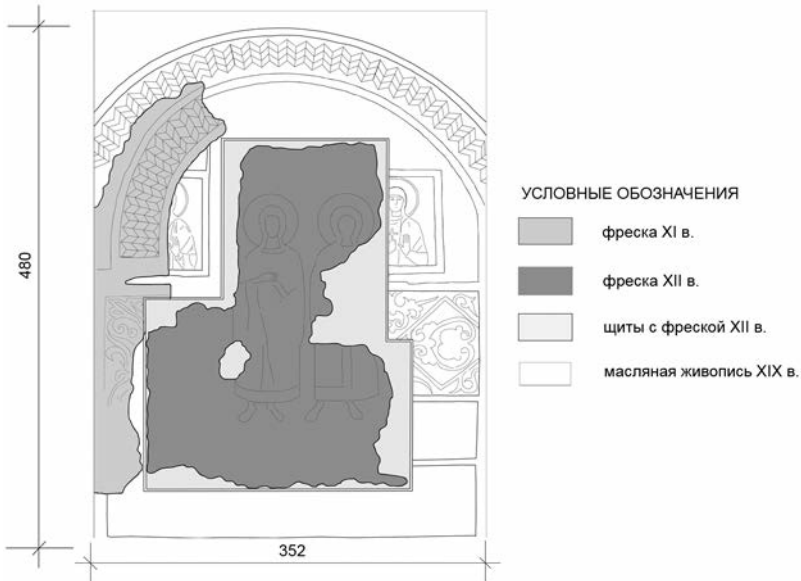 480
352
УСЛОВНЫЕ ОБОЗНАЧЕНИЯ
фреска XI в.
фреска XII в.
щиты с фреской XII в.
масляная живопись XIX в.